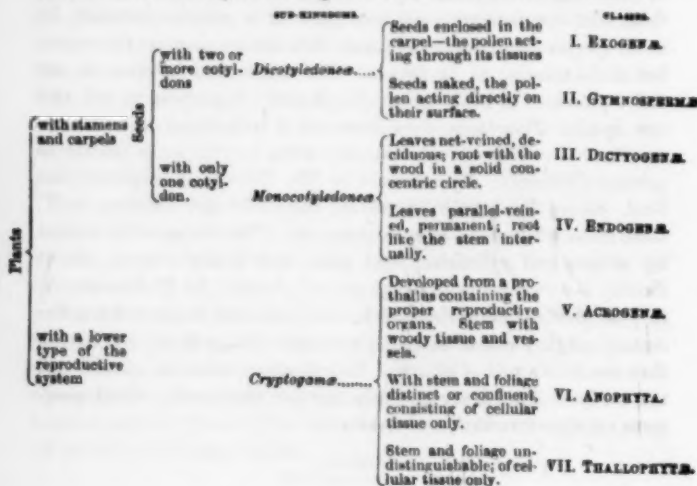 SUB-DIVISIONS.
CLASSES.
Plants
with stamens
and carpels
Seeds
with two or
more cotyl-
dons
Dicotyledoneæ
Seeds enclosed in the
carpel—the pollen act-
ing through its tissues
I. EXOGENÆ
Seeds naked, the pol-
len acting directly on
their surface.
II. GYMNOSPERMÆ
with only
one cotyl-
don.
Monocotyledoneæ
Leaves net-veined, de-
ciduous; root with the
wood in a solid con-
centric circle.
III. DICTYOGENÆ
Leaves parallel-vein-
ed, permanent; root
like the stem inter-
nally.
IV. ENDOGENÆ
with a lower
type of the
reproductive
system
Cryptogamæ
Developed from a pro-
thallus containing the
proper reproductive
organs. Stem with
woody tissue and ves-
sels.
V. ACROGENÆ
With stem and foliage
distinct or confluent,
consisting of cellular
tissue only.
VI. ANOPHYTA.
Stem and foliage un-
distinguishable; of cel-
lular tissue only.
VII. THALLOPHYTÆ